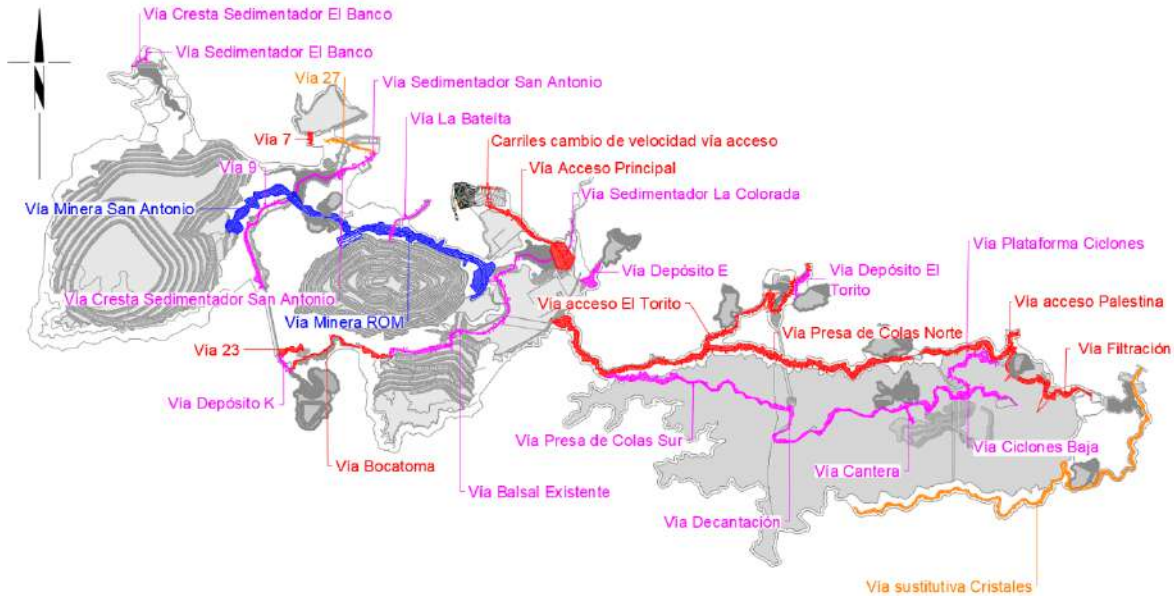 Vía Cresta Sedimentador El Banco
Vía Sedimentador El Banco
Vía 27
Vía Sedimentador San Antonio
Vía La Bateíta
Vía 7
Carriles cambio de velocidad vía acceso
Vía Acceso Principal
Vía 9
Vía Sedimentador La Colorada
Vía Minera San Antonio
Vía Plataforma Ciclones
Vía Depósito E
Vía Depósito El
Torito
Vía Cresta Sedimentador San Antonio
Vía acceso El Torito
Vía acceso Palestina
Vía Minera ROM
Vía Presa de Colas Norte
Vía 23
Vía Filtración
Vía Depósito K
Vía Presa de Colas Sur
Vía Ciclones Baja
Vía Bocatoma
Vía Cantera
Vía Balsal Existente
Vía Decantación
Vía sustitutiva Cristales